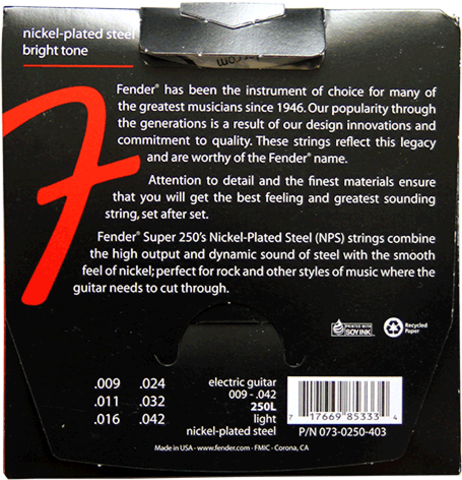 nickel-plated steel
bright tone
Fender® has been the instrument of choice for many of
the greatest musicians since 1946. Our popularity through
the generations is a result of our design innovations and
commitment to quality. These strings reflect this legacy
and are worthy of the Fender® name.
Attention to detail and the finest materials ensure
that you will get the best feeling and greatest sounding
string, set after set.
Fender® Super 250's Nickel-Plated Steel (NPS) strings combine
the high output and dynamic sound of steel with the smooth
feel of nickel; perfect for rock and other styles of music where the
guitar needs to cut through.
PRINTED WITH
SOY INK
Recycled
Paper
.009 .024
.011 .032
.016 .042
electric guitar
009 - .042
250L
light
nickel-plated steel
7 17669 85333 4
P/N 073-0250-403
Made in USA - www.fender.com - FMIC - Corona, CA